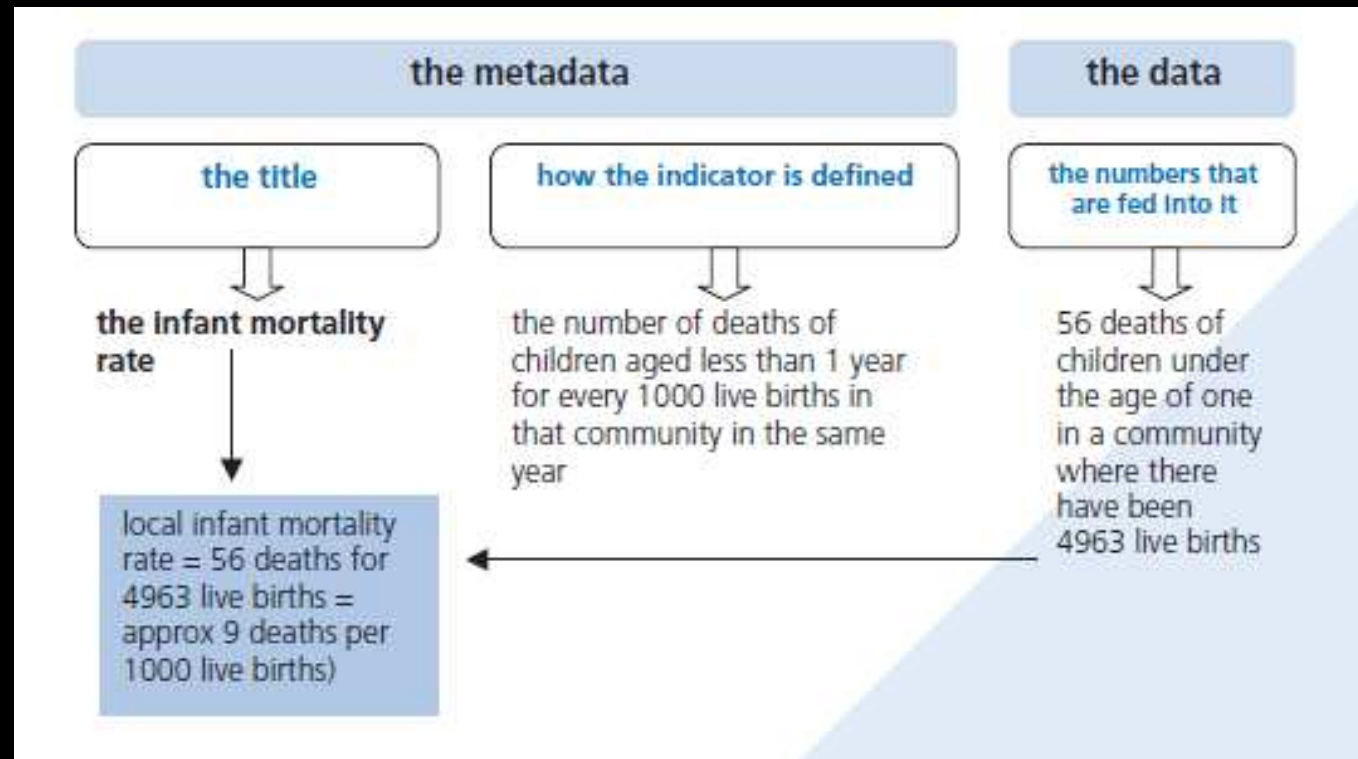 the metadata
the data
the title
how the indicator is defined
the numbers that
are fed into it
the infant mortality
rate
the number of deaths of
children aged less than 1 year
for every 1000 live births in
that community in the same
year
56 deaths of
children under
the age of one
in a community
where there
have been
4963 live births
local infant mortality
rate = 56 deaths for
4963 live births =
approx 9 deaths per
1000 live births)